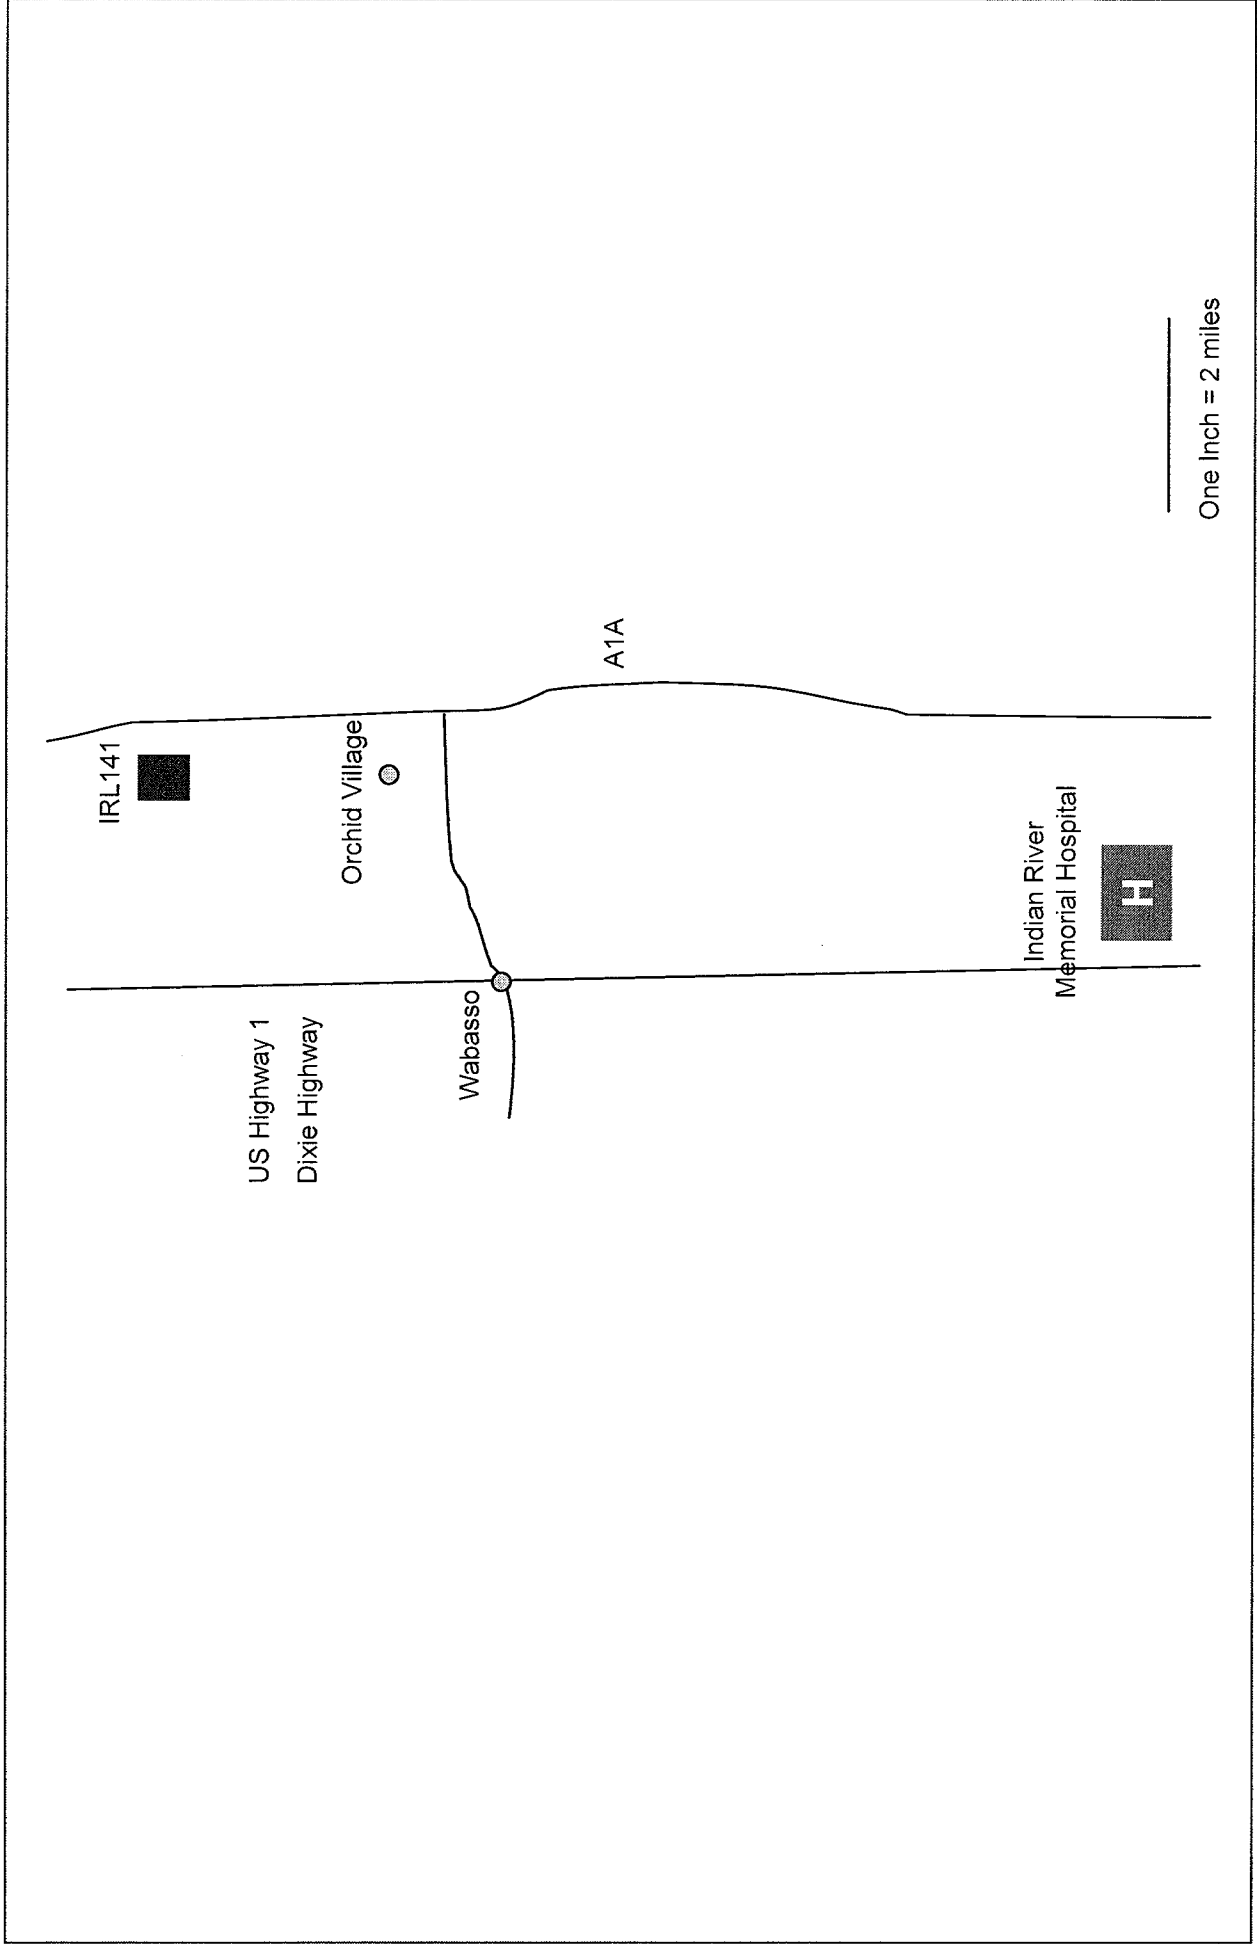 IRL141
Orchid Village
US Highway 1
Dixie Highway
Wabasso
A1A
Indian River
Memorial Hospital
H
One Inch = 2 miles